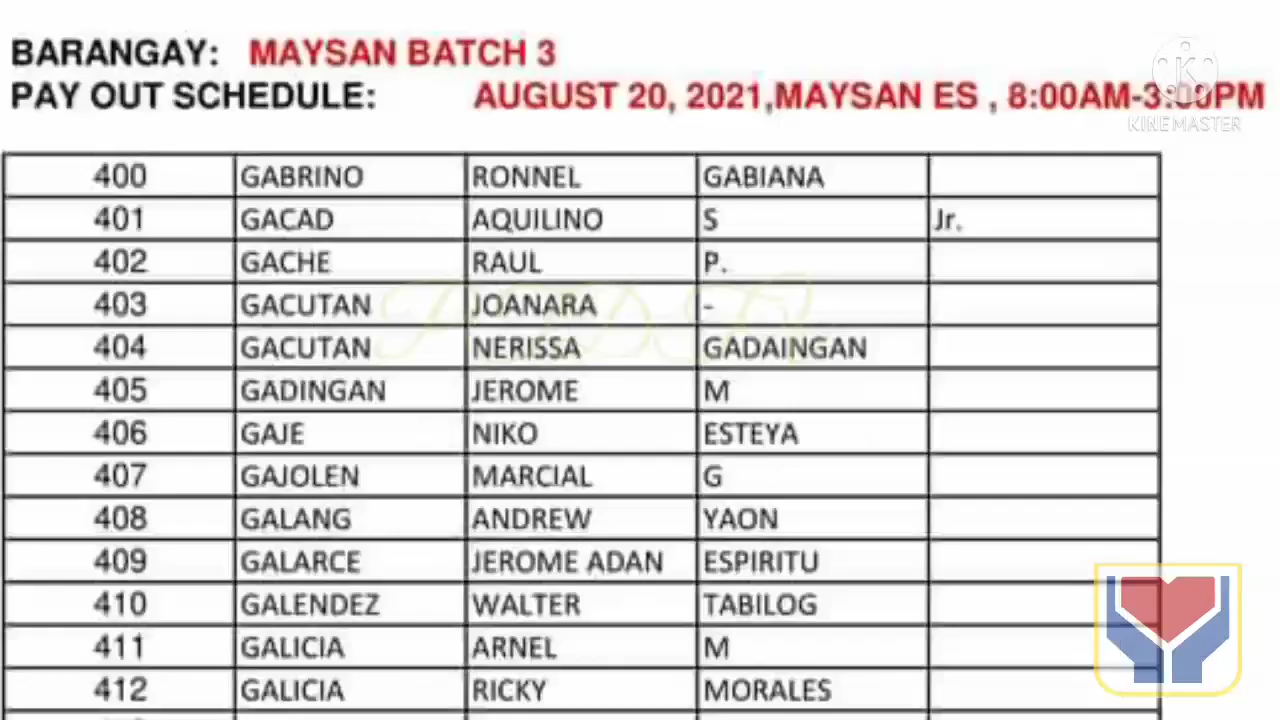 BARANGAY: MAYSAN BATCH 3
PAY OUT SCHEDULE: AUGUST 20, 2021,MAYSAN ES , 8:00AM-3:00PM
K
KINEMASTER
400 GABRINO RONNEL GABIANA
401 GACAD AQUILINO S Jr.
402 GACHE RAUL P.
403 GACUTAN JOANARA -
404 GACUTAN NERISSA GADAINGAN
405 GADINGAN JEROME M
406 GAJE NIKO ESTEYA
407 GAJOLEN MARCIAL G
408 GALANG ANDREW YAON
409 GALARCE JEROME ADAN ESPIRITU
410 GALENDEZ WALTER TABILOG
411 GALICIA ARNEL M
412 GALICIA RICKY MORALES